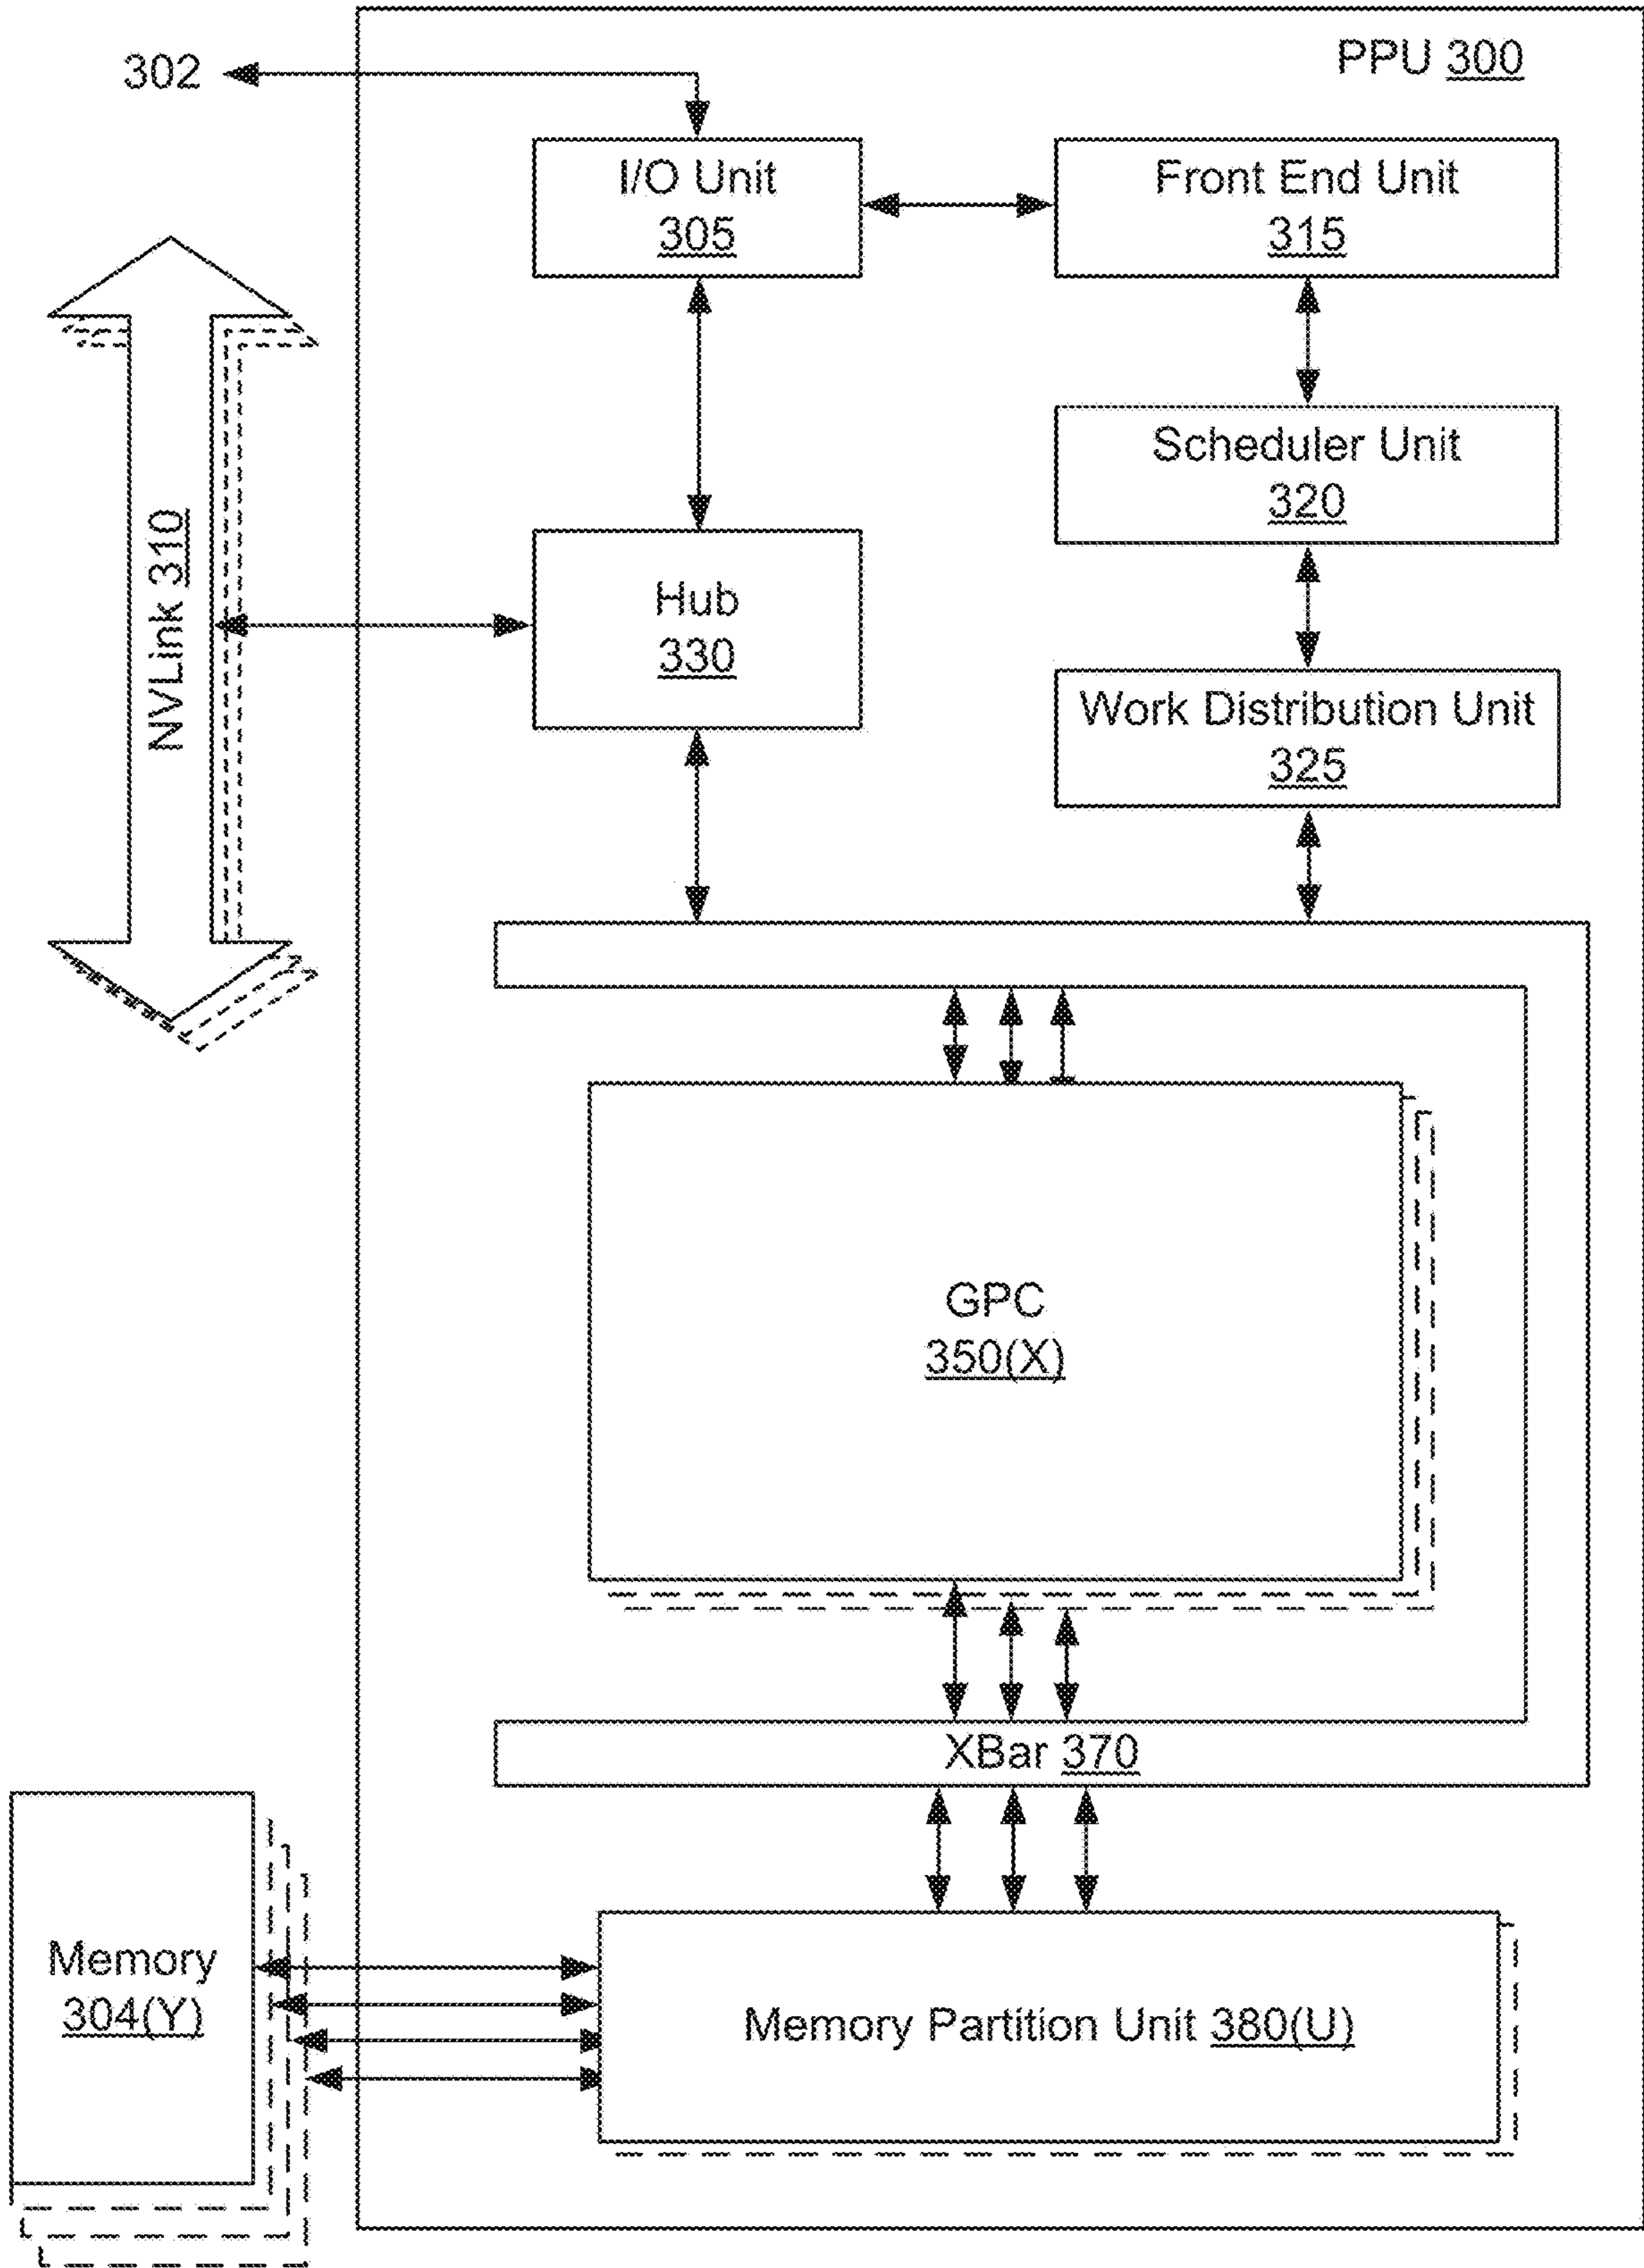 PPU 300
302
I/O Unit
305
Front End Unit
315
Scheduler Unit
320
NVLink 310
Hub
330
Work Distribution Unit
325
GPC
350(X)
XBar 370
Memory
304(Y)
Memory Partition Unit 380(U)